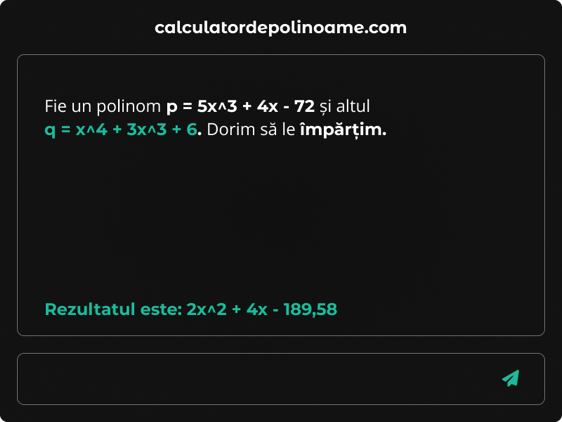 calculatordepolinoame.com
Fie un polinom p = 5x^3 + 4x - 72 și altul
q = x^4 + 3x^3 + 6. Dorim să le împărțim.
Rezultatul este: 2x^2 + 4x - 189,58